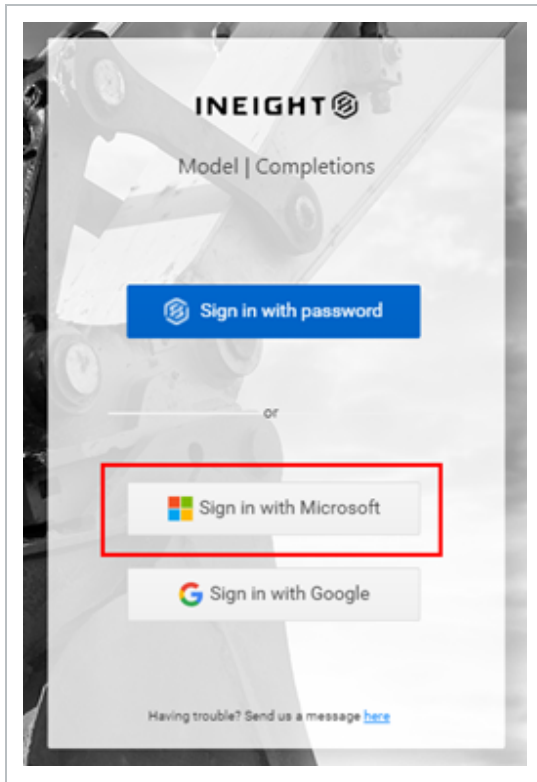 INEIGHT
Model | Completions
Sign in with password
or
Sign in with Microsoft
Sign in with Google
Having trouble? Send us a message here